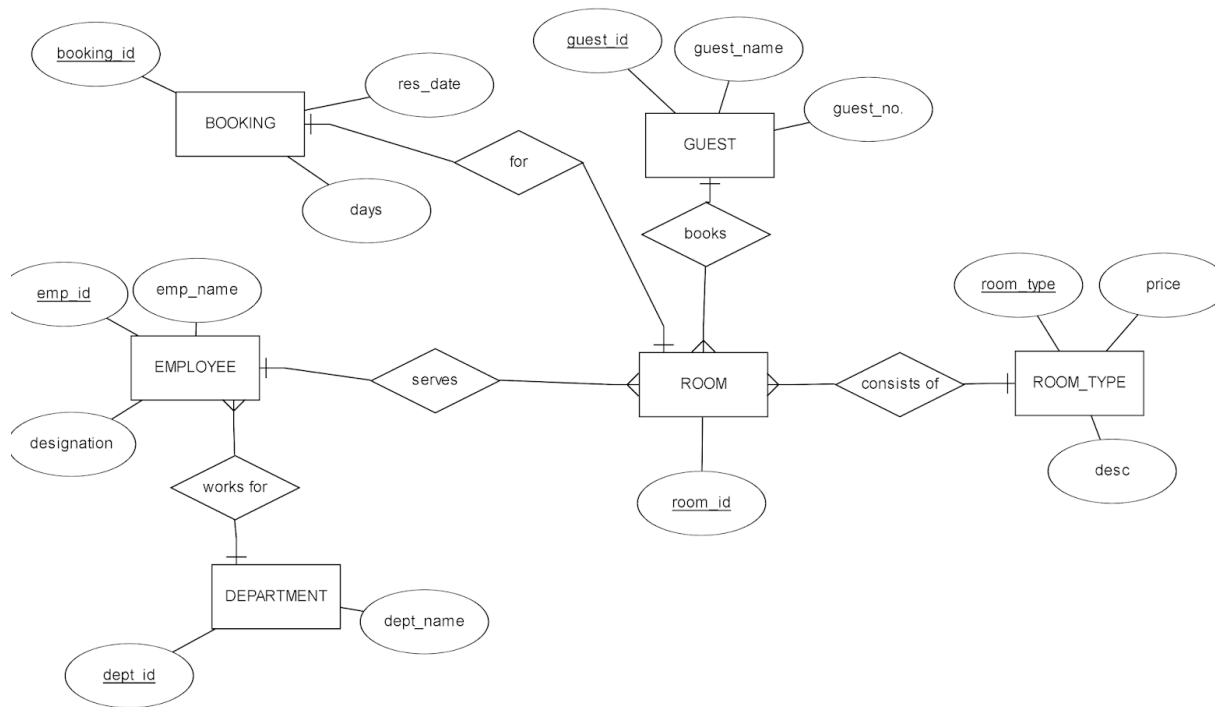 booking_id
guest_id
guest_name
res_date
guest_no.
BOOKING
GUEST
for
days
books
emp_id
emp_name
room_type
price
EMPLOYEE
serves
ROOM
consists of
ROOM_TYPE
designation
desc
works for
room_id
DEPARTMENT
dept_name
dept_id